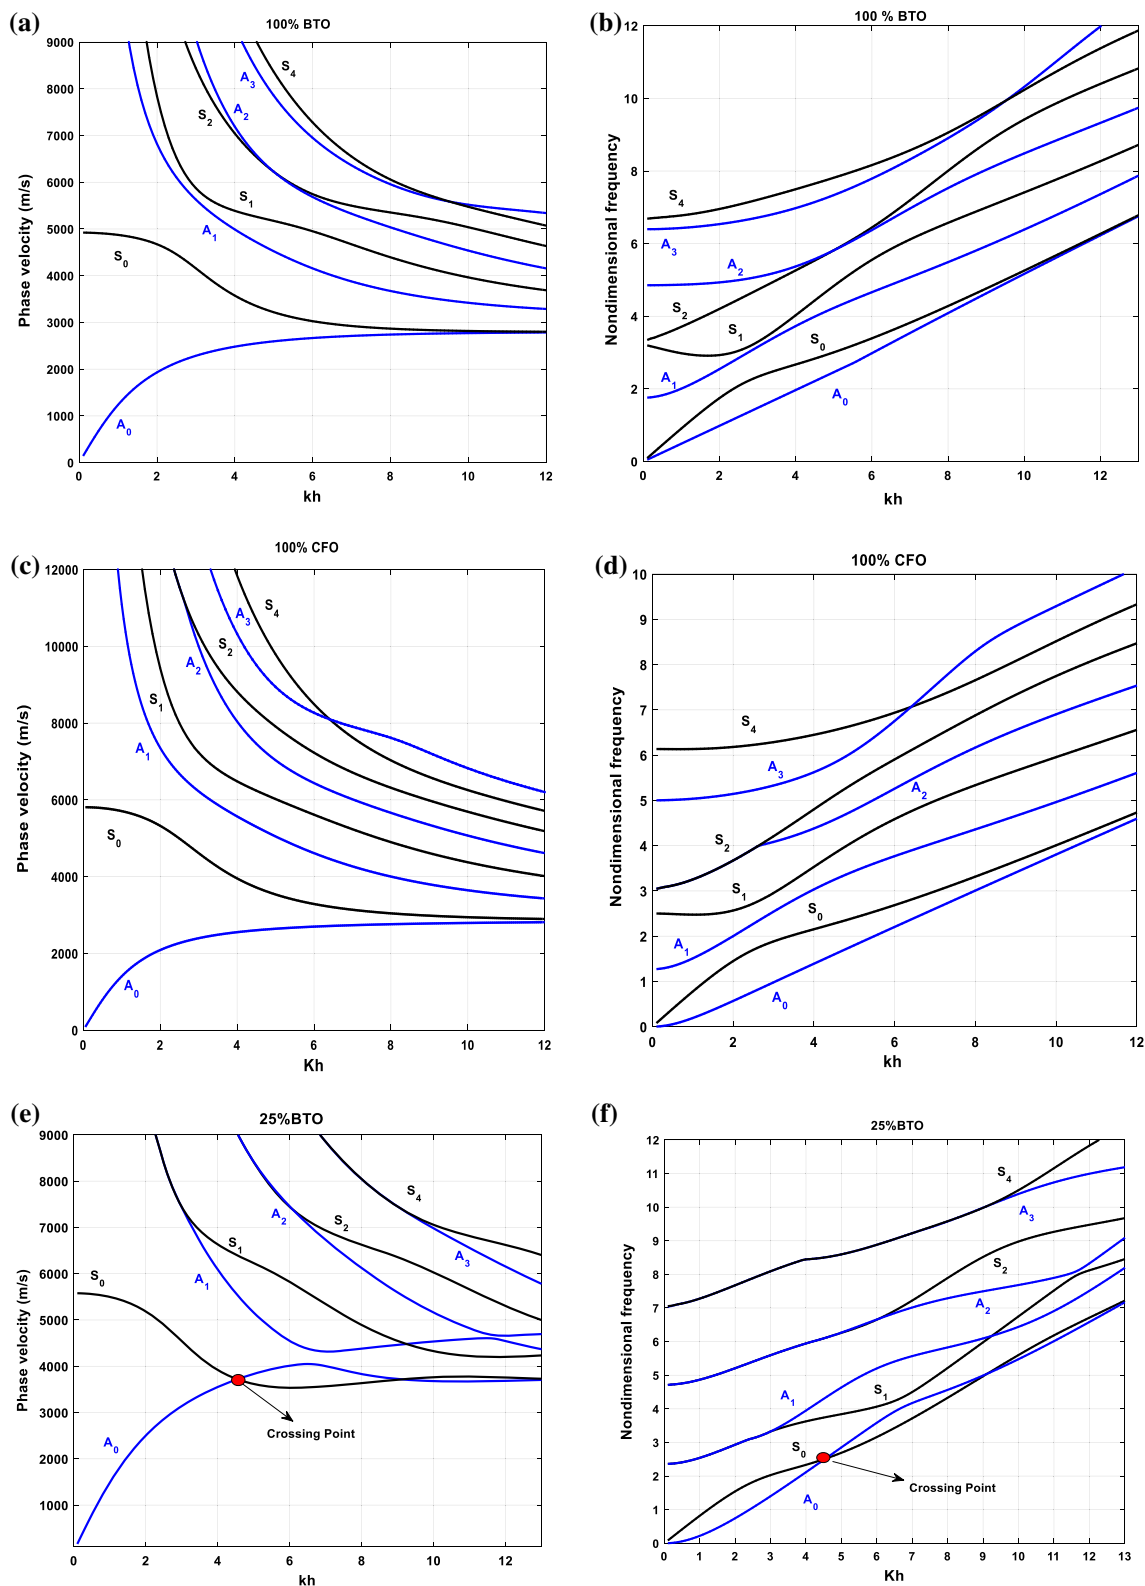 (a)
100% BTO
9000
8000
7000
6000
5000
4000
3000
2000
1000
0
0 2 4 6 8 10 12
Phase velocity (m/s)
kh
S4
A3
A2
S2
S1
A1
S0
A0
(b)
100 % BTO
12
10
8
6
4
2
0
0 2 4 6 8 10 12
Nondimensional frequency
kh
S4
A3
A2
S2
S1
S0
A1
A0
(c)
100% CFO
12000
10000
8000
6000
4000
2000
0
0 2 4 6 8 10 12
Phase velocity (m/s)
Kh
S4
A3
S2
A2
S1
A1
S0
A0
(d)
100% CFO
10
9
8
7
6
5
4
3
2
1
0
0 2 4 6 8 10 12
Nondimensional frequency
kh
S4
A3
A2
S2
S1
S0
A1
A0
(e)
25%BTO
9000
8000
7000
6000
5000
4000
3000
2000
1000
0 2 4 6 8 10 12
Phase velocity (m/s)
kh
S4
A2
S2
S1
A3
S0
A1
Crossing Point
A0
(f)
25%BTO
12
11
10
9
8
7
6
5
4
3
2
1
0
0 1 2 3 4 5 6 7 8 9 10 11 12 13
Nondimensional frequency
Kh
S4
A3
S2
A2
A1
S1
S0
Crossing Point
A0